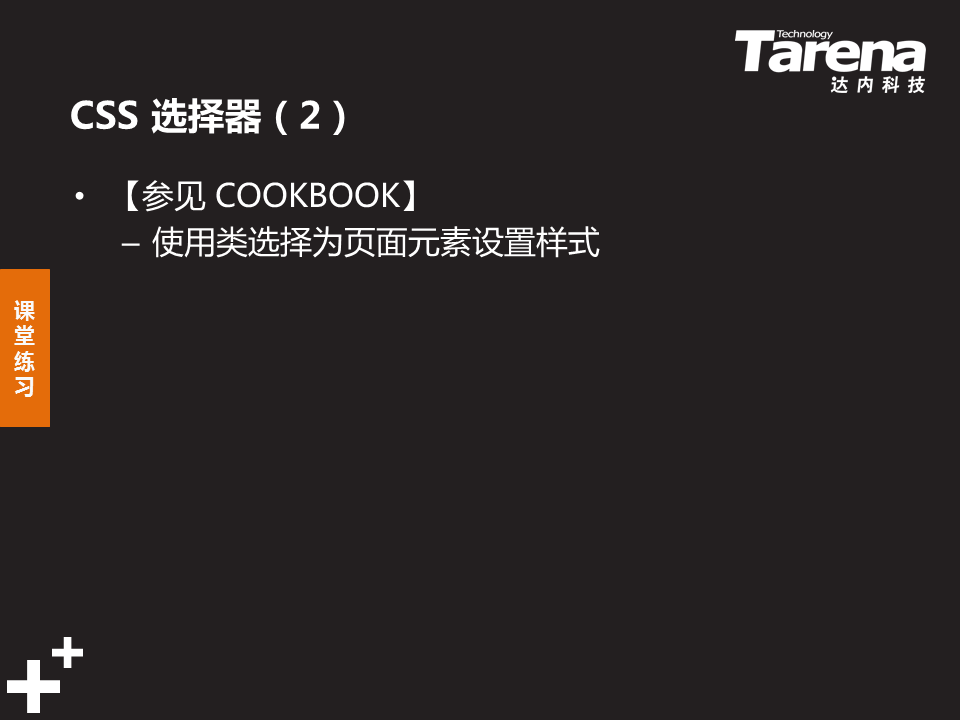 Technology
Tarena
达内科技
CSS 选择器（2）
• 【参见 COOKBOOK】
– 使用类选择为页面元素设置样式
课
堂
练
习